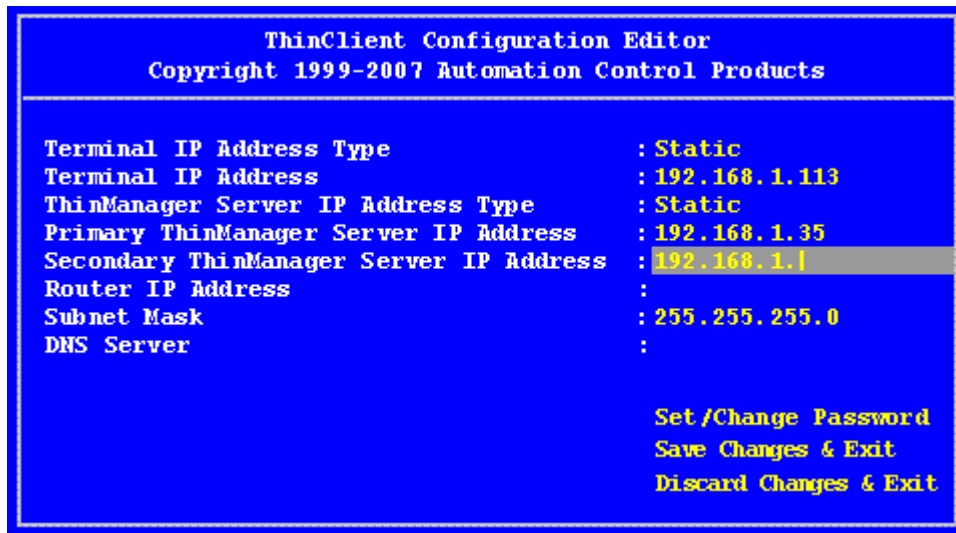 ThinClient Configuration Editor
Copyright 1999-2007 Automation Control Products
Terminal IP Address Type : Static
Terminal IP Address : 192.168.1.113
ThinManager Server IP Address Type : Static
Primary ThinManager Server IP Address : 192.168.1.35
Secondary ThinManager Server IP Address : 192.168.1.
Router IP Address :
Subnet Mask : 255.255.255.0
DNS Server :
Set/Change Password
Save Changes & Exit
Discard Changes & Exit